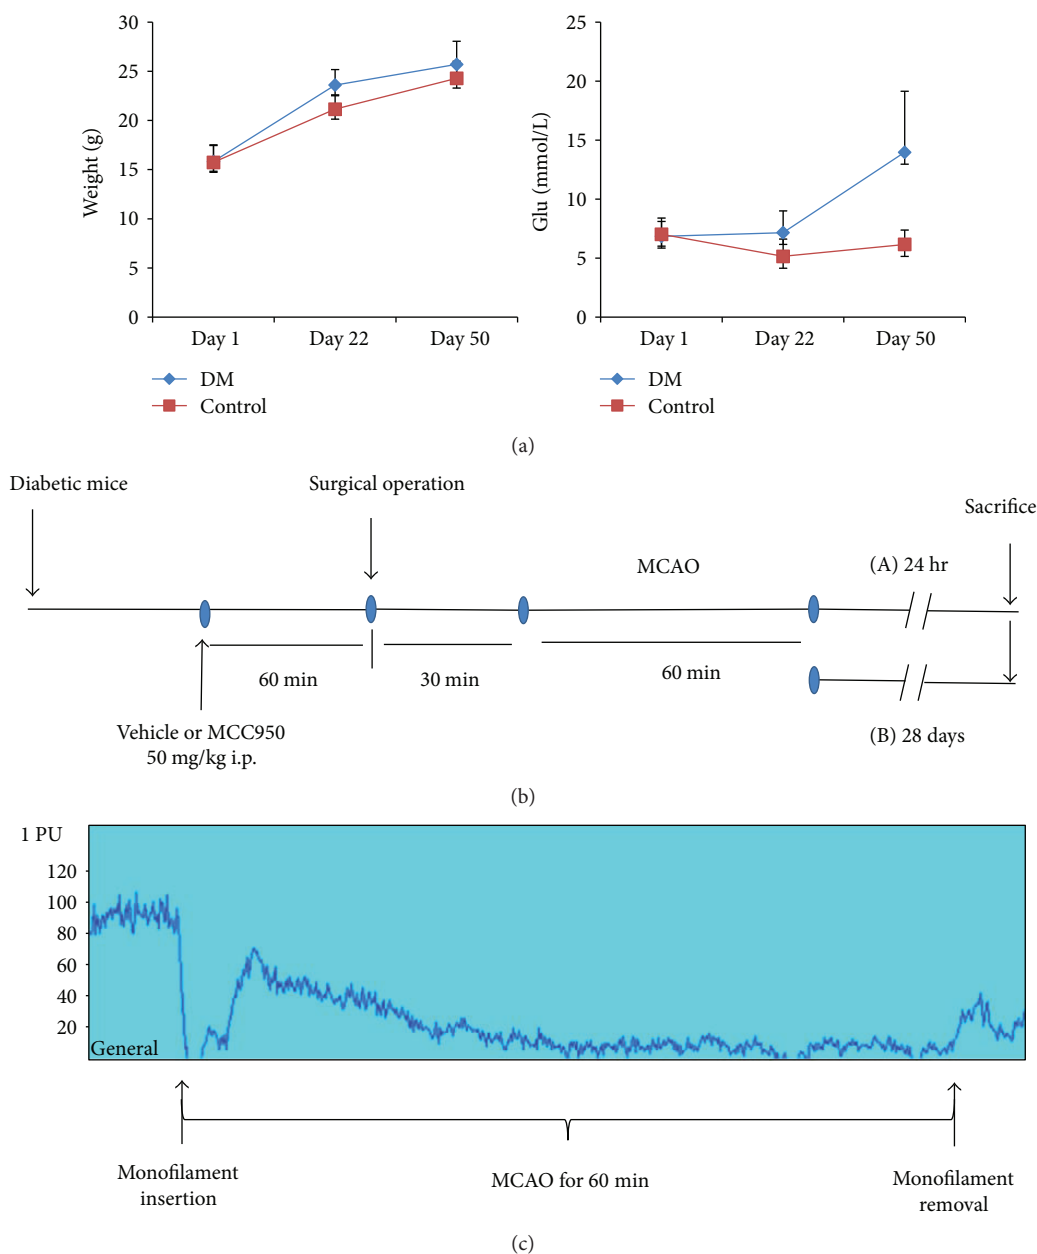 30
25
20
15
10
5
0
Weight (g)
Day 1 Day 22 Day 50
DM
Control
25
20
15
10
5
0
Glu (mmol/L)
Day 1 Day 22 Day 50
DM
Control
(a)
Diabetic mice
Surgical operation
Sacrifice
MCAO
(A) 24 hr
60 min
30 min
60 min
Vehicle or MCC950
50 mg/kg i.p.
(B) 28 days
(b)
1 PU
120
100
80
60
40
20
General
Monofilament
insertion
MCAO for 60 min
Monofilament
removal
(c)